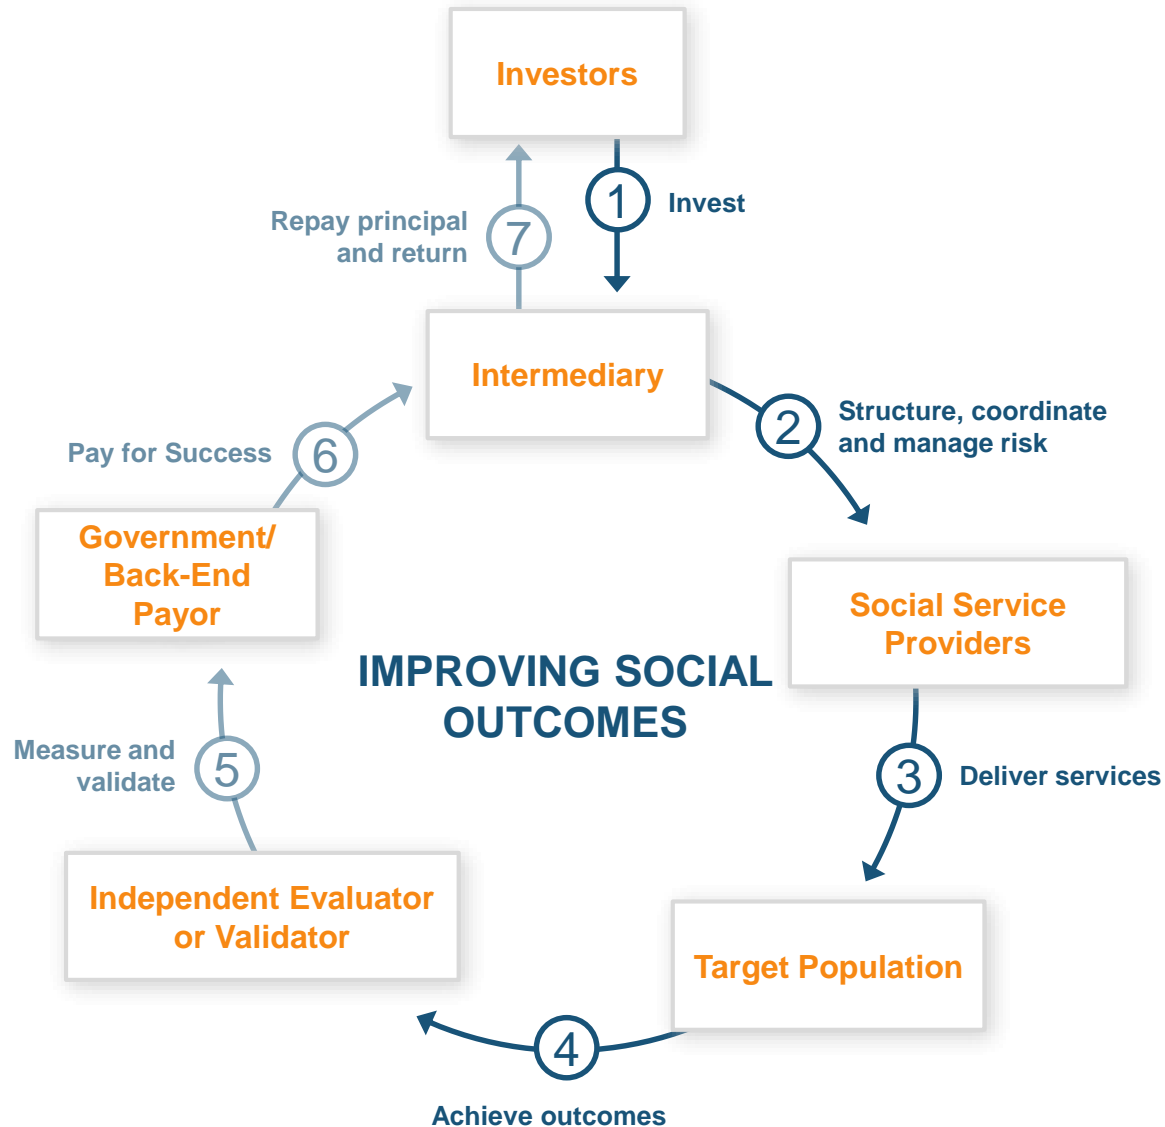 Investors
1
Invest
Repay principal
and return
7
Intermediary
2
Structure, coordinate
and manage risk
Pay for Success
6
Government/
Back-End
Payor
Social Service
Providers
IMPROVING SOCIAL
OUTCOMES
Measure and
validate
5
3
Deliver services
Independent Evaluator
or Validator
Target Population
4
Achieve outcomes